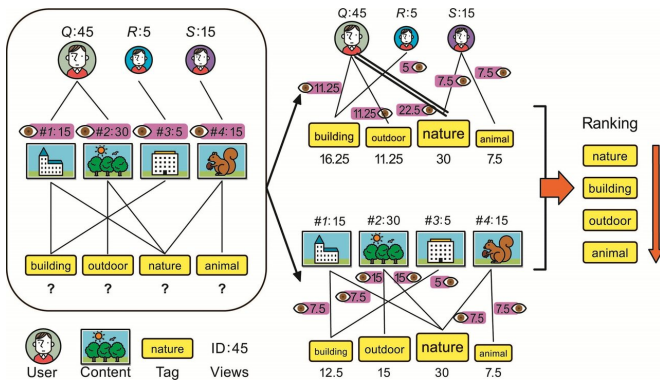 Q:45 R:5 S:15
#1:15 #2:30 #3:5 #4:15
building outdoor nature animal
? ? ? ?
User Content Tag Views
nature ID:45
Q:45 R:5 S:15
11.25 5 7.5 7.5
11.25 22.5
building outdoor nature animal
16.25 11.25 30 7.5
#1:15 #2:30 #3:5 #4:15
15 15 5
7.5 7.5 7.5 7.5
building outdoor nature animal
12.5 15 30 7.5
Ranking
nature
building
outdoor
animal